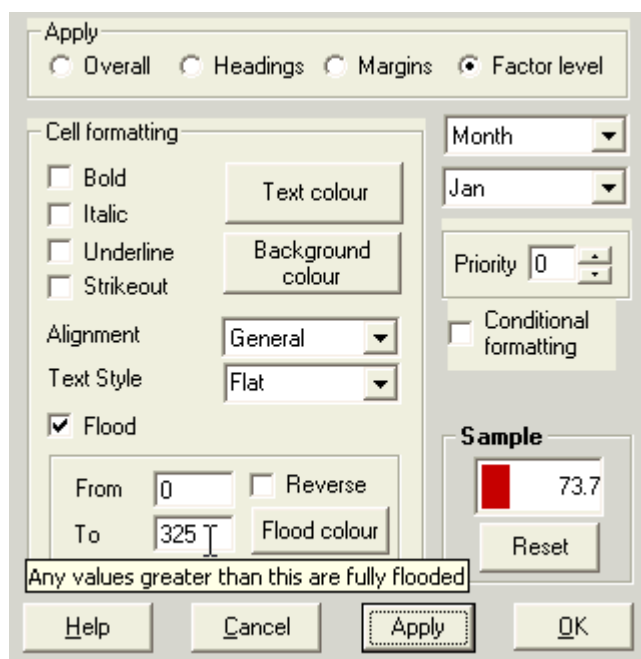 Apply
Overall Headings Margins Factor level
Cell formatting
Bold
Italic
Underline
Strikeout
Text colour
Background
colour
Alignment General
Text Style Flat
Flood
From 0 Reverse
To 325 Flood colour
Any values greater than this are fully flooded
Month
Jan
Priority 0
Conditional
formatting
Sample
73.7
Reset
Help Cancel Apply OK